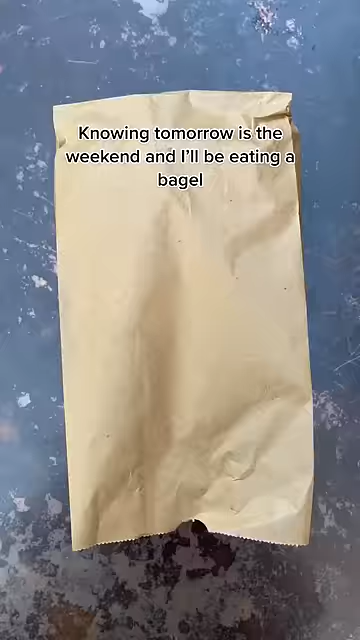 Knowing tomorrow is the
weekend and I'll be eating a
bagel